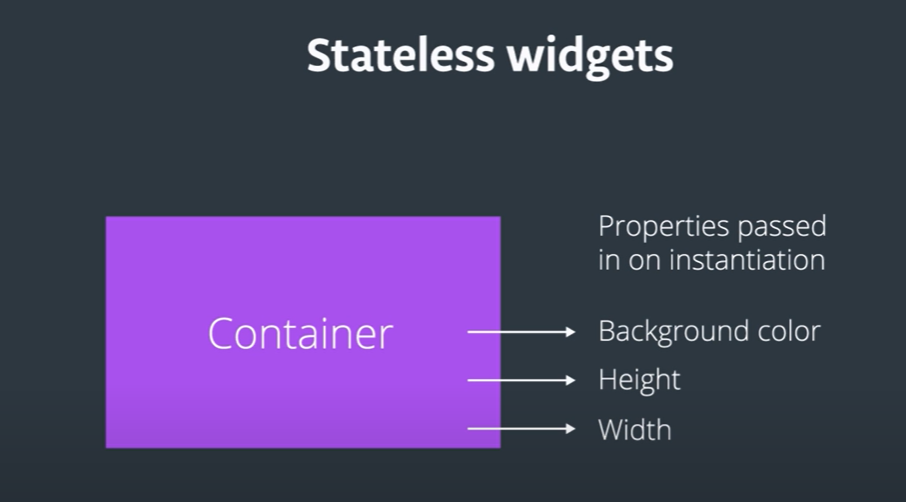 Stateless widgets
Container
Properties passed
in on instantiation
Background color
Height
Width